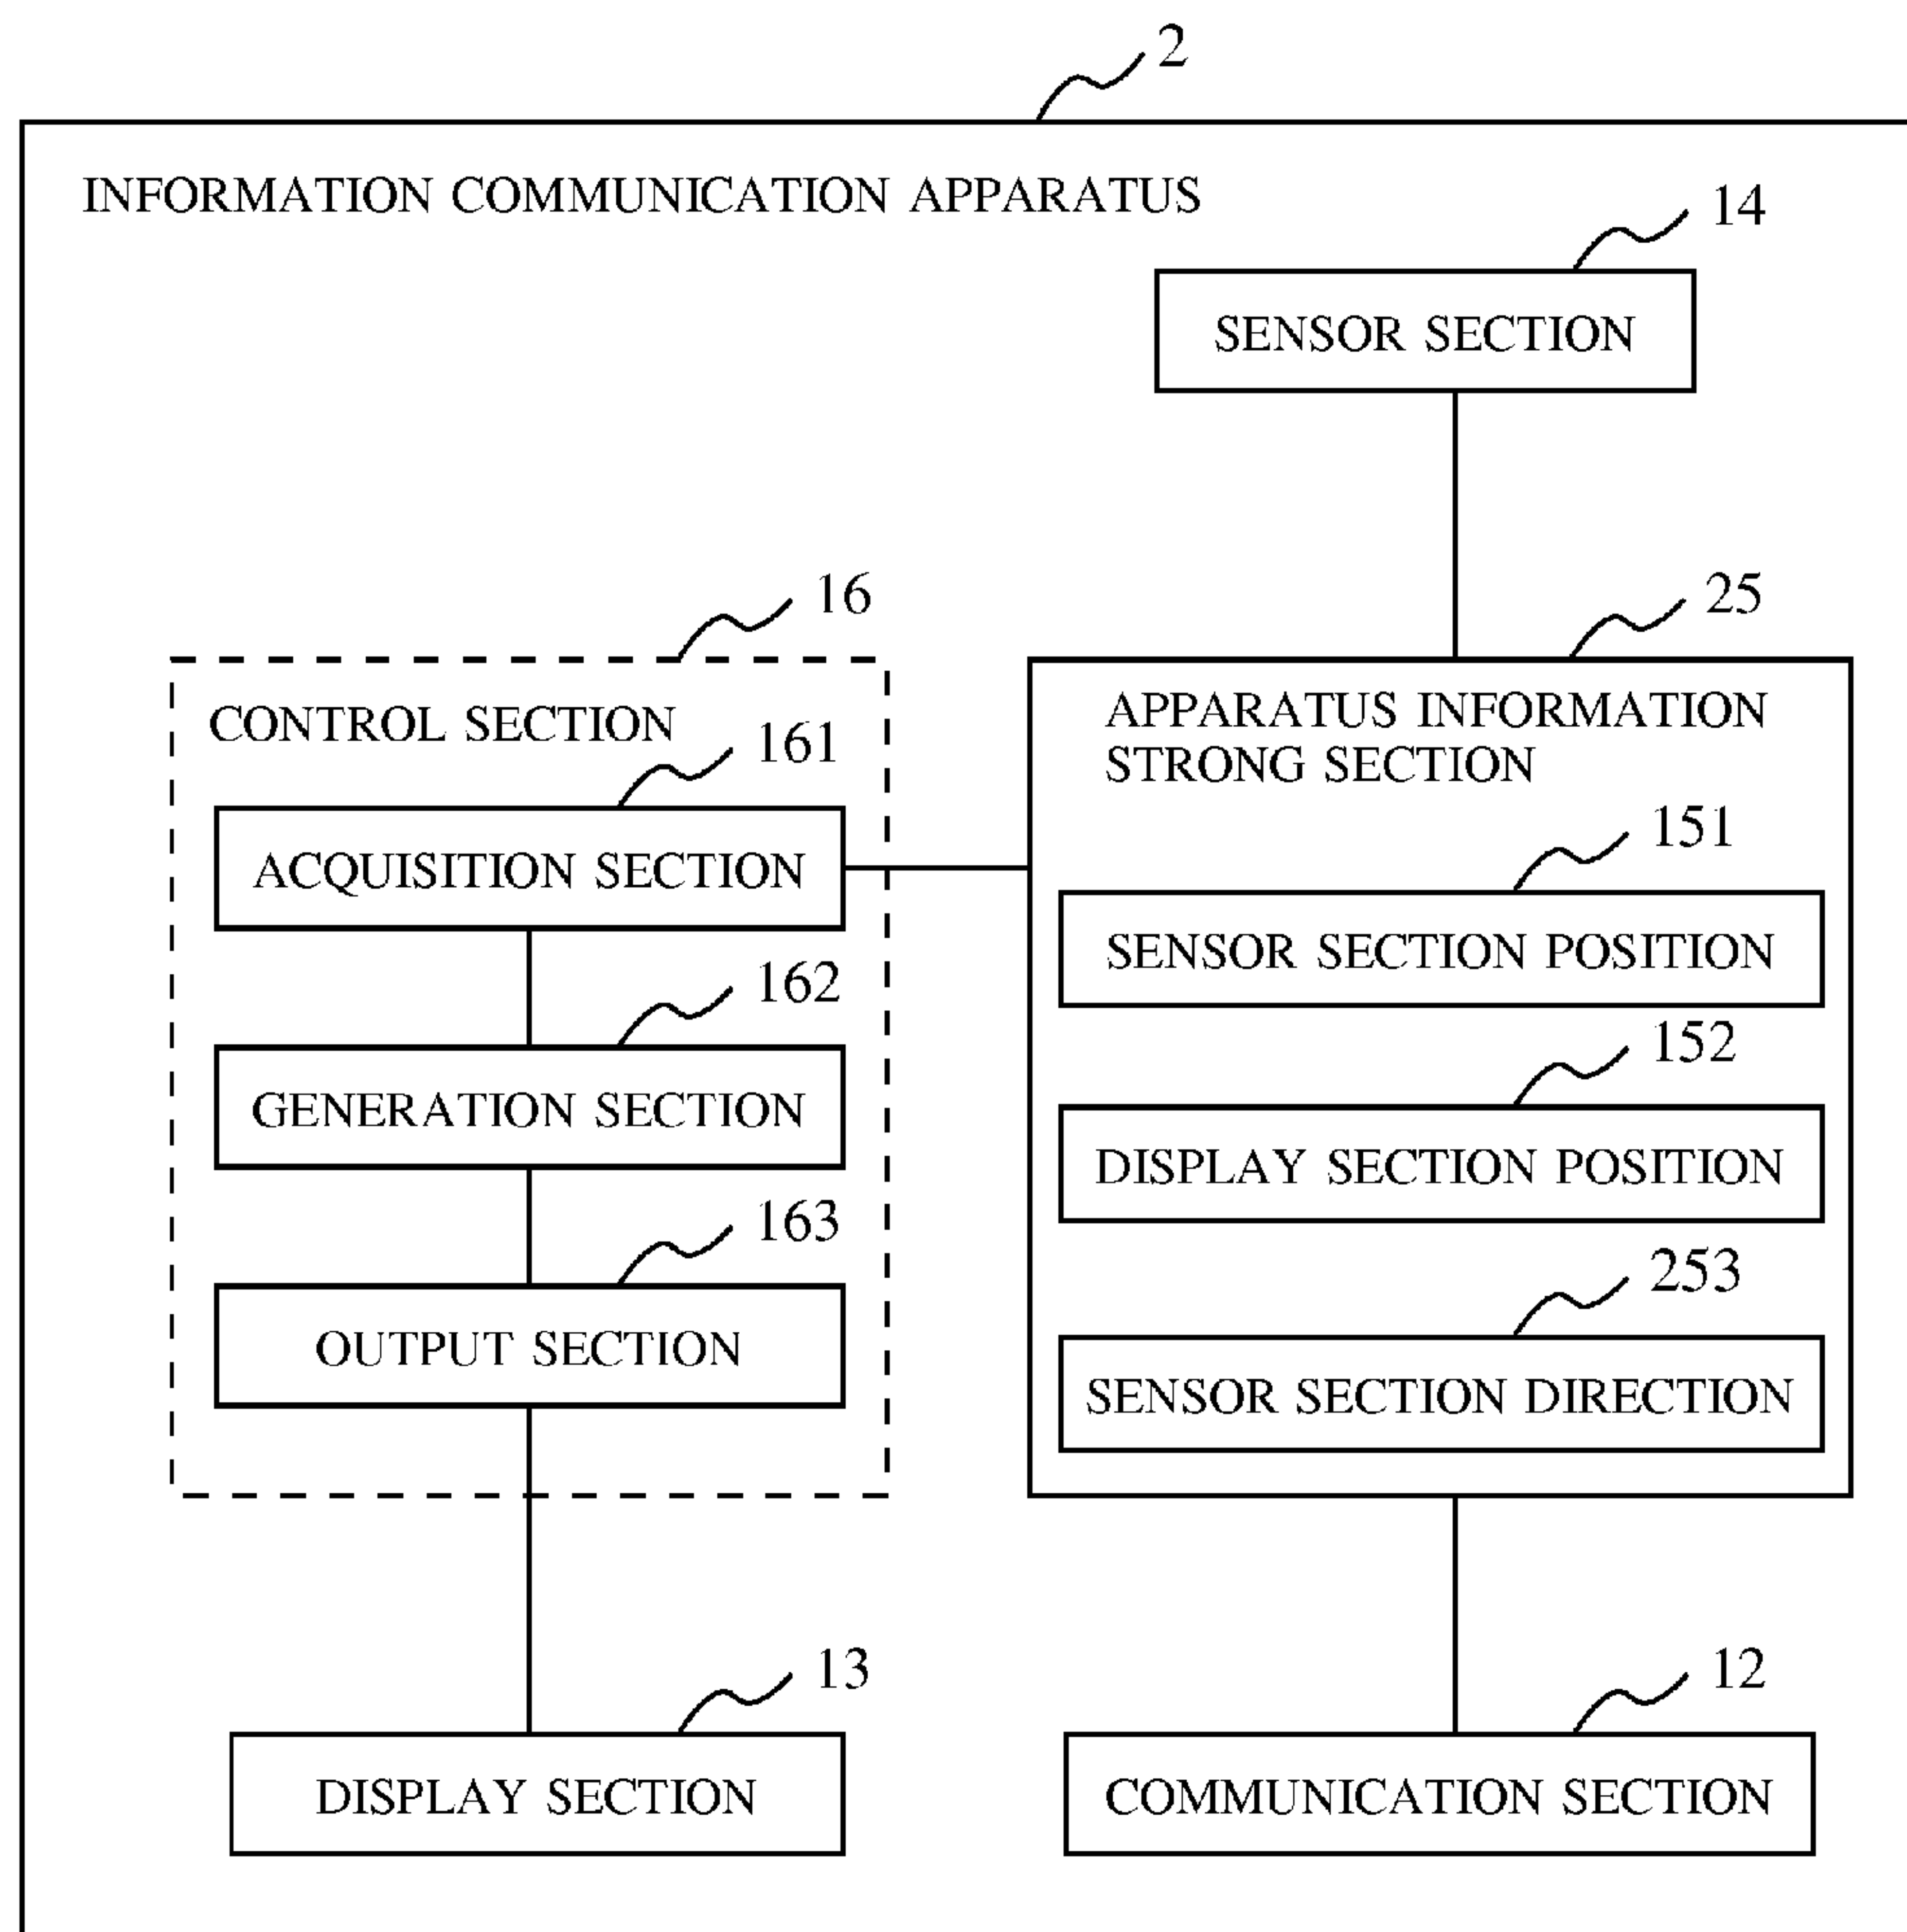 2
INFORMATION COMMUNICATION APPARATUS
14
SENSOR SECTION
16
CONTROL SECTION
161
ACQUISITION SECTION
162
GENERATION SECTION
163
OUTPUT SECTION
25
APPARATUS INFORMATION
STRONG SECTION
151
SENSOR SECTION POSITION
152
DISPLAY SECTION POSITION
253
SENSOR SECTION DIRECTION
13
DISPLAY SECTION
12
COMMUNICATION SECTION